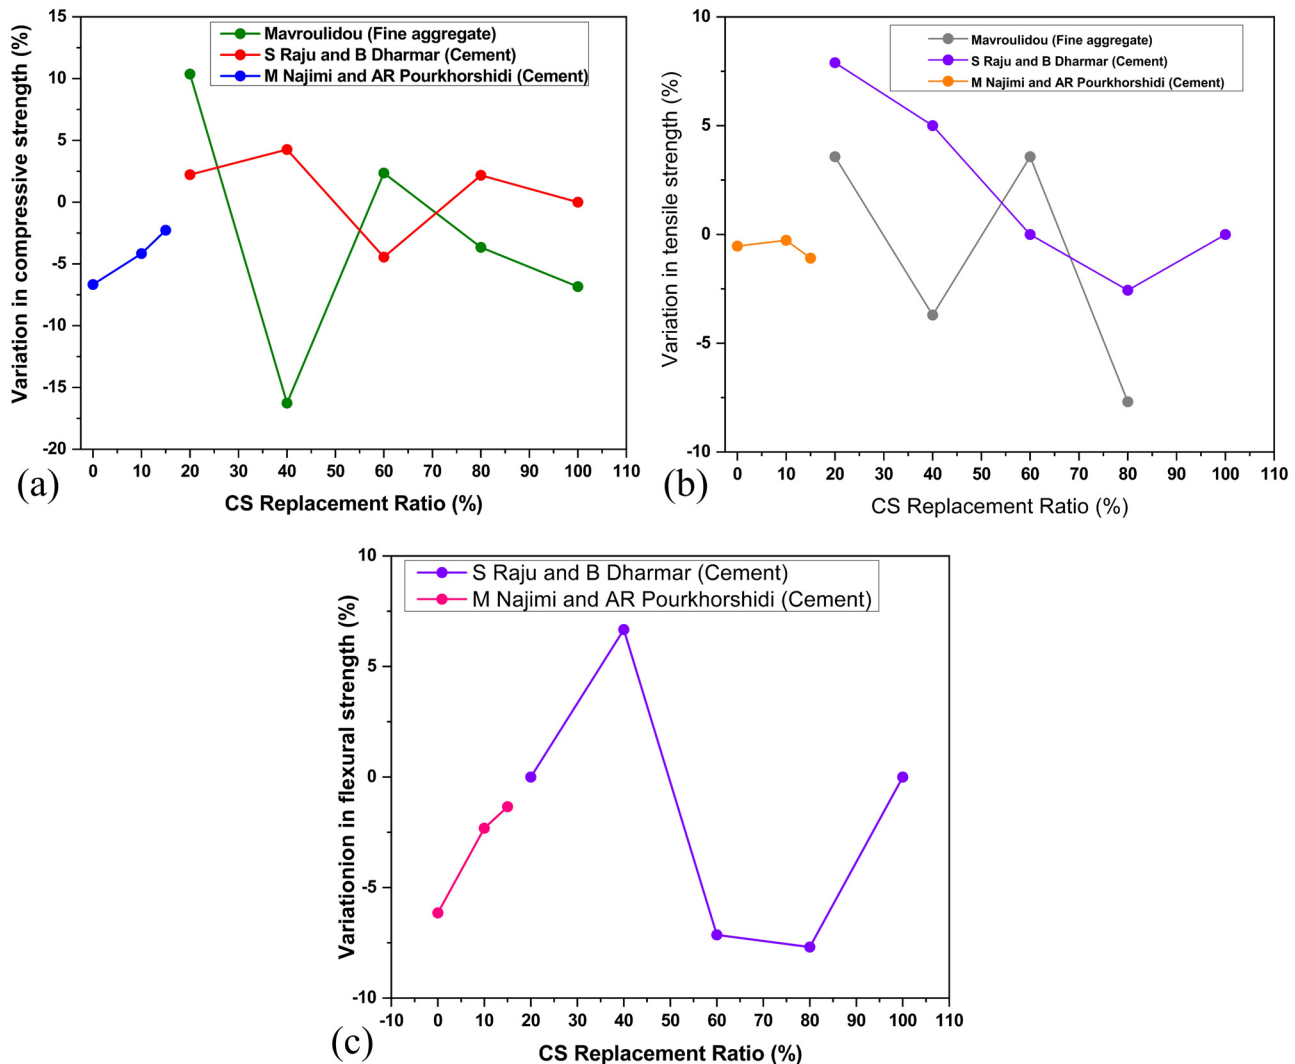 Mavroulidou (Fine aggregate)
S Raju and B Dharmar (Cement)
M Najimi and AR Pourkhorshidi (Cement)
Variation in compressive strength (%)
15
10
5
0
-5
-10
-15
-20
0 10 20 30 40 50 60 70 80 90 100 110
CS Replacement Ratio (%)
(a)
Mavroulidou (Fine aggregate)
S Raju and B Dharmar (Cement)
M Najimi and AR Pourkhorshidi (Cement)
Variation in tensile strength (%)
10
5
0
-5
-10
0 10 20 30 40 50 60 70 80 90 100 110
CS Replacement Ratio (%)
(b)
S Raju and B Dharmar (Cement)
M Najimi and AR Pourkhorshidi (Cement)
Variationion in flexural strength (%)
10
5
0
-5
-10
-10 0 10 20 30 40 50 60 70 80 90 100 110
CS Replacement Ratio (%)
(c)